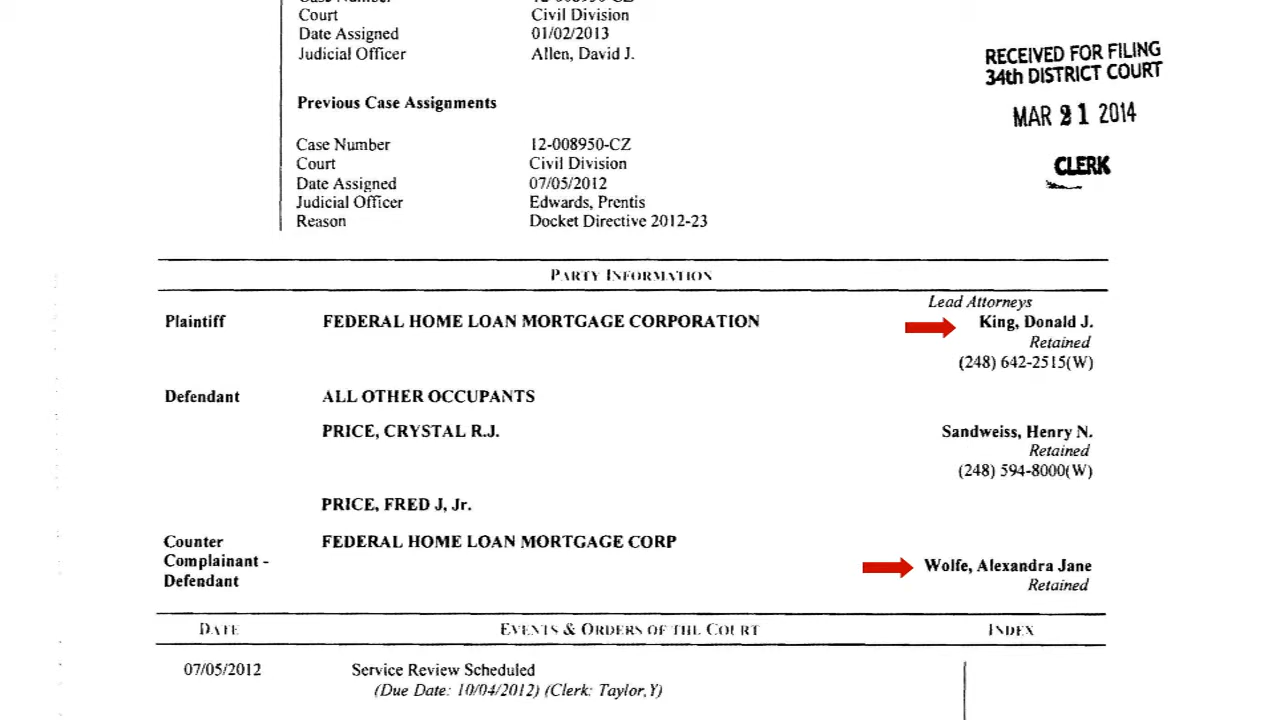 Court Civil Division
Date Assigned 01/02/2013
Judicial Officer Allen, David J.
RECEIVED FOR FILING
34th DISTRICT COURT
MAR 21 2014
CLERK
Previous Case Assignments
Case Number 12-008950-CZ
Court Civil Division
Date Assigned 07/05/2012
Judicial Officer Edwards, Prentis
Reason Docket Directive 2012-23
PARTY INFORMATION
Lead Attorneys
Plaintiff FEDERAL HOME LOAN MORTGAGE CORPORATION King, Donald J.
Retained
(248) 642-2515(W)
Defendant ALL OTHER OCCUPANTS
PRICE, CRYSTAL R.J. Sandweiss, Henry N.
Retained
(248) 594-8000(W)
PRICE, FRED J, Jr.
Counter FEDERAL HOME LOAN MORTGAGE CORP
Complainant - Wolfe, Alexandra Jane
Defendant Retained
DATE EVENTS & ORDERS OF THE COURT INDEX
07/05/2012 Service Review Scheduled
(Due Date: 10/04/2012) (Clerk: Taylor,Y)